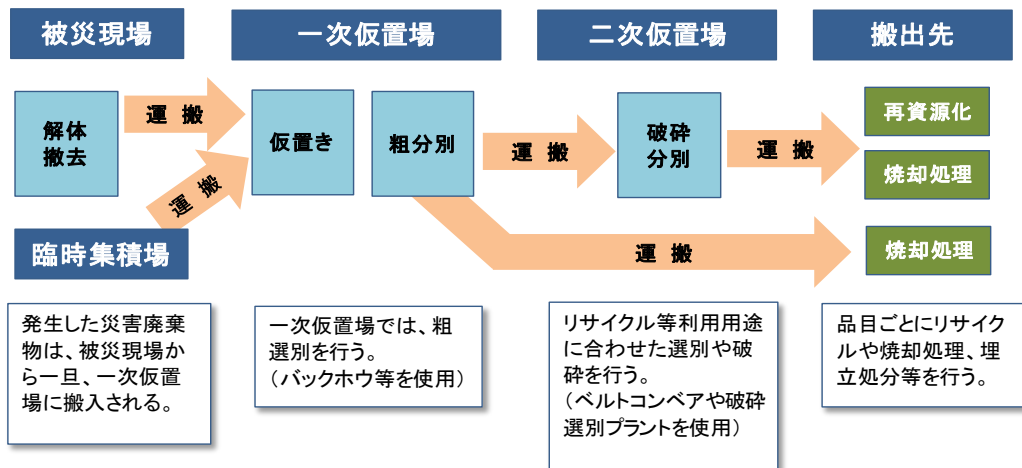 被災現場
一次仮置場
二次仮置場
搬出先
解体
撤去
運搬
仮置き
粗分別
運搬
破砕
分別
運搬
再資源化
焼却処理
運搬
臨時集積場
運搬
焼却処理
発生した災害廃棄
物は、被災現場か
ら一旦、一次仮置
場に搬入される。
一次仮置場では、粗
選別を行う。
（バックホウ等を使用）
リサイクル等利用用途
に合わせた選別や破
砕を行う。
（ベルトコンベアや破砕
選別プラントを使用）
品目ごとにリサイク
ルや焼却処理、埋
立処分等を行う。